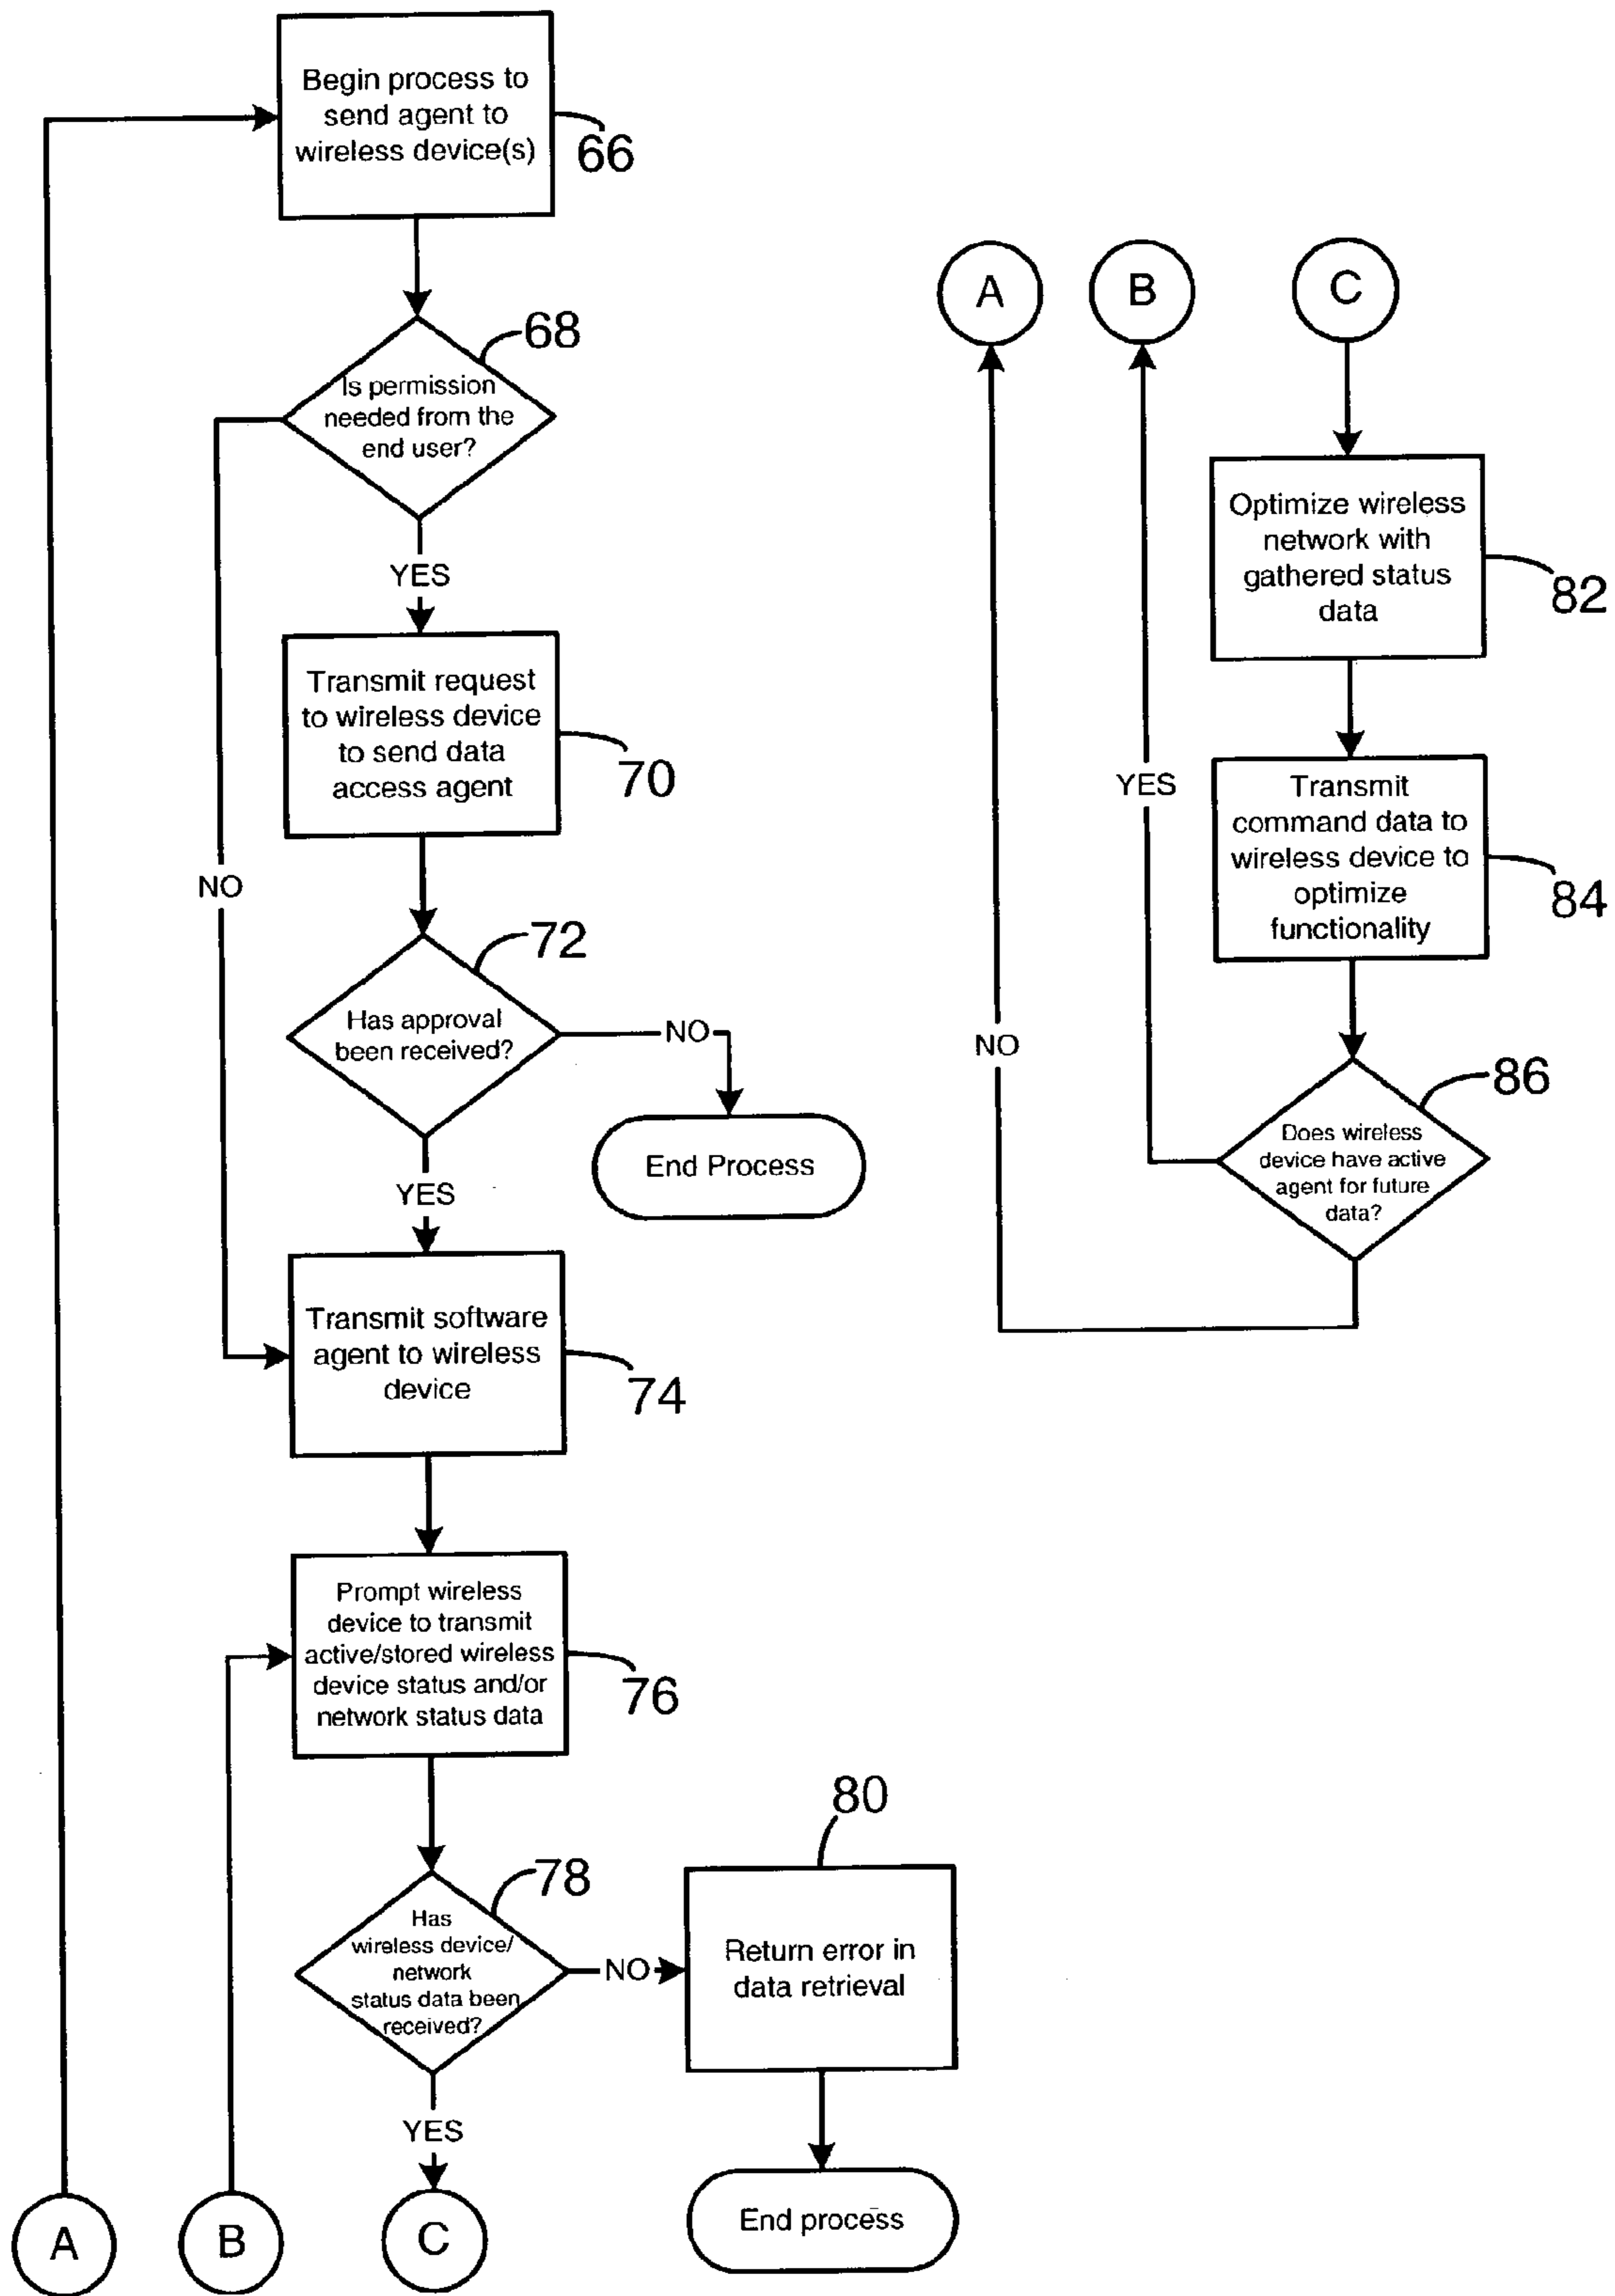 Begin process to
send agent to
wireless device(s)
66
68
Is permission
needed from the
end user?
YES
NO
Transmit request
to wireless device
to send data
access agent
70
72
Has approval
been received?
NO
End Process
YES
Transmit software
agent to wireless
device
74
Prompt wireless
device to transmit
active/stored wireless
device status and/or
network status data
76
78
Has
wireless device/
network
status data been
received?
NO
80
Return error in
data retrieval
End process
YES
A
B
C
A
B
C
Optimize wireless
network with
gathered status
data
82
Transmit
command data to
wireless device to
optimize
functionality
84
86
Does wireless
device have active
agent for future
data?
YES
NO